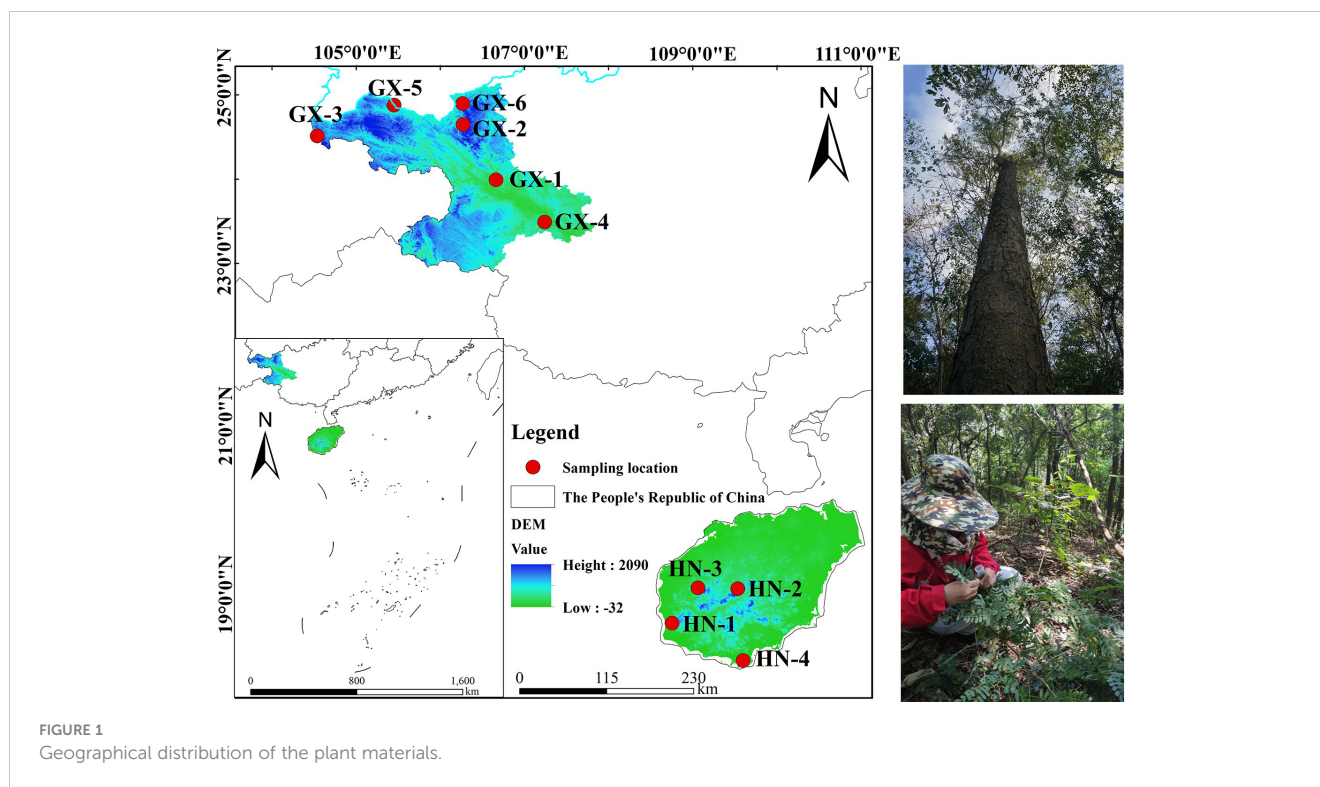 105°0'0"E 107°0'0"E 109°0'0"E 111°0'0"E
25°0'0"N
23°0'0"N
21°0'0"N
19°0'0"N
GX-5
GX-3
GX-6
GX-2
GX-1
GX-4
N
N
Legend
Sampling location
The People's Republic of China
DEM
Value
Height : 2090
Low : -32
HN-3
HN-2
HN-1
HN-4
0 800 1,600
km
0 115 230
km
FIGURE 1
Geographical distribution of the plant materials.